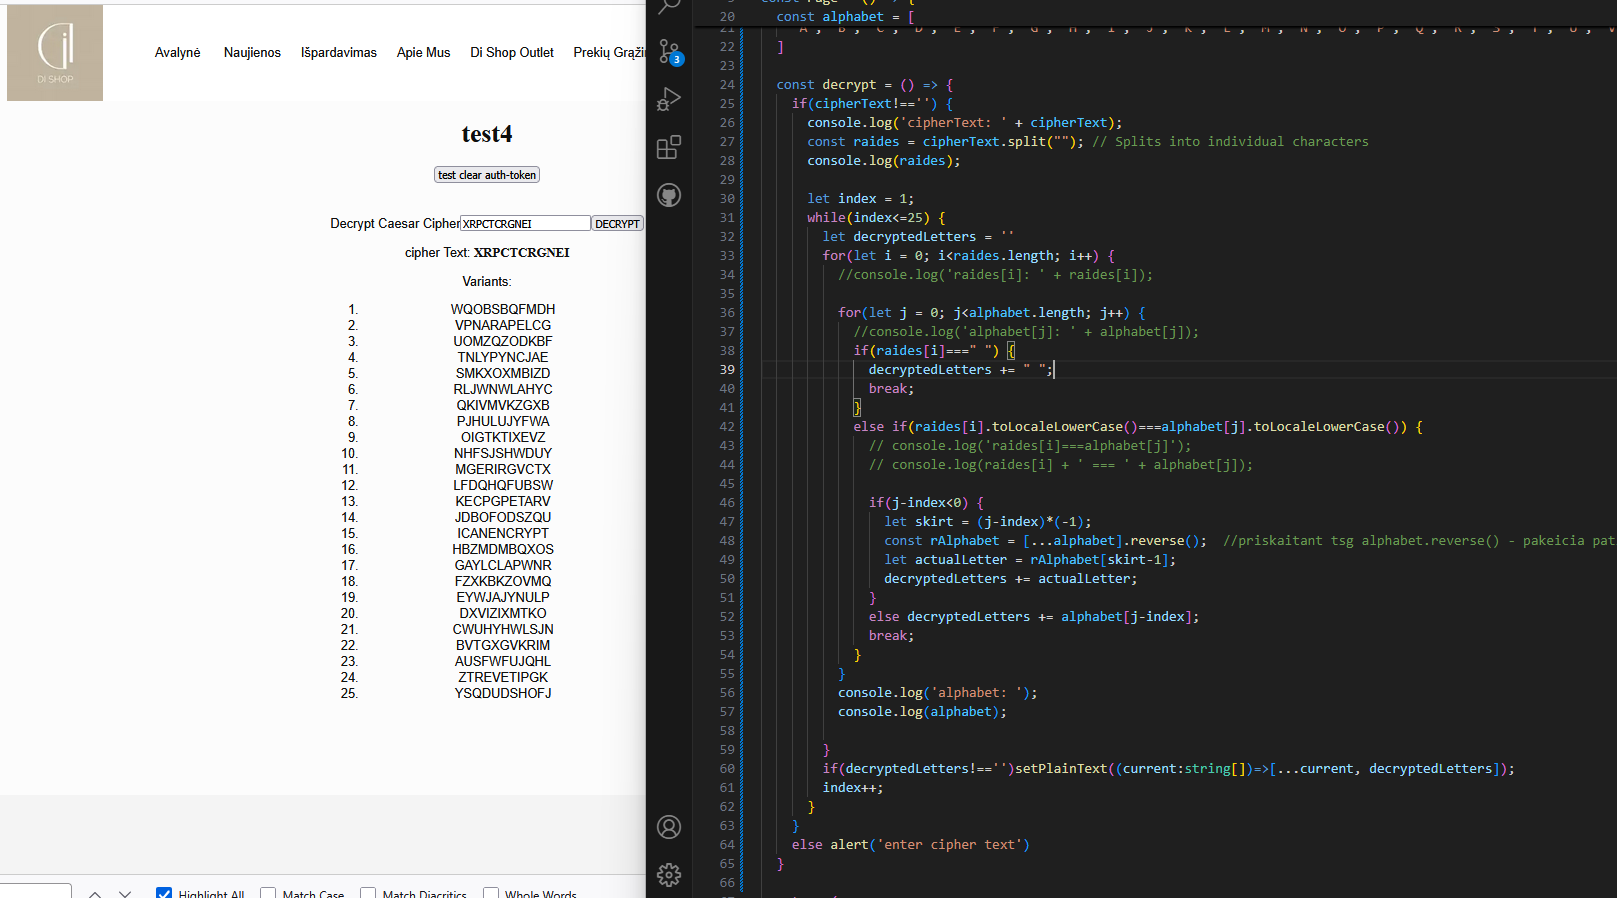 DI SHOP
Avalynė Naujienos Išpardavimas Apie Mus Di Shop Outlet Prekių Grąžin
test4
test clear auth-token
Decrypt Caesar Cipher XRPCTCRGNEI DECRYPT
cipher Text: XRPCTCRGNEI
Variants:
1. WQOBSBQFMDH
2. VPNARAPELCG
3. UOMZQZODKBF
4. TNLYPYNCJAE
5. SMKXOXMBIZD
6. RLJWNWLAHYC
7. QKIVMVKZGXB
8. PJHULUJYFWA
9. OIGTKTIXEVZ
10. NHFSJSHWDUY
11. MGERIRGVCTX
12. LFDQHQFUBSW
13. KECPGPETARV
14. JDBOFODSZQU
15. ICANENCRYPT
16. HBZMDMBQXOS
17. GAYLCLAPWNR
18. FZXKBKZOVMQ
19. EYWJAJYNULP
20. DXVIZIXMTKO
21. CWUHYHWLSJN
22. BVTGXGVKRIM
23. AUSFWFUJQHL
24. ZTREVETIPGK
25. YSQDUDSHOFJ
Highlight All Match Case Match Diacritics Whole Words
3
20 const alphabet = [
22 ]
23
24 const decrypt = () => {
25 if(cipherText!=='') {
26 console.log('cipherText: ' + cipherText);
27 const raides = cipherText.split(""); // Splits into individual characters
28 console.log(raides);
29
30 let index = 1;
31 while(index<=25) {
32 let decryptedLetters = ''
33 for(let i = 0; i<raides.length; i++) {
34 //console.log('raides[i]: ' + raides[i]);
35
36 for(let j = 0; j<alphabet.length; j++) {
37 //console.log('alphabet[j]: ' + alphabet[j]);
38 if(raides[i]===" ") {
39 decryptedLetters += " ";
40 break;
41 }
42 else if(raides[i].toLocaleLowerCase()===alphabet[j].toLocaleLowerCase()) {
43 // console.log('raides[i]===alphabet[j]');
44 // console.log(raides[i] + ' === ' + alphabet[j]);
45
46 if(j-index<0) {
47 let skirt = (j-index)*(-1);
48 const rAlphabet = [...alphabet].reverse(); //priskaitant tsg alphabet.reverse() - pakeicia pat
49 let actualLetter = rAlphabet[skirt-1];
50 decryptedLetters += actualLetter;
51 }
52 else decryptedLetters += alphabet[j-index];
53 break;
54 }
55 }
56 console.log('alphabet: ');
57 console.log(alphabet);
58
59 }
60 if(decryptedLetters!=='')setPlainText((current:string[])=>[...current, decryptedLetters]);
61 index++;
62 }
63 }
64 else alert('enter cipher text')
65 }
66